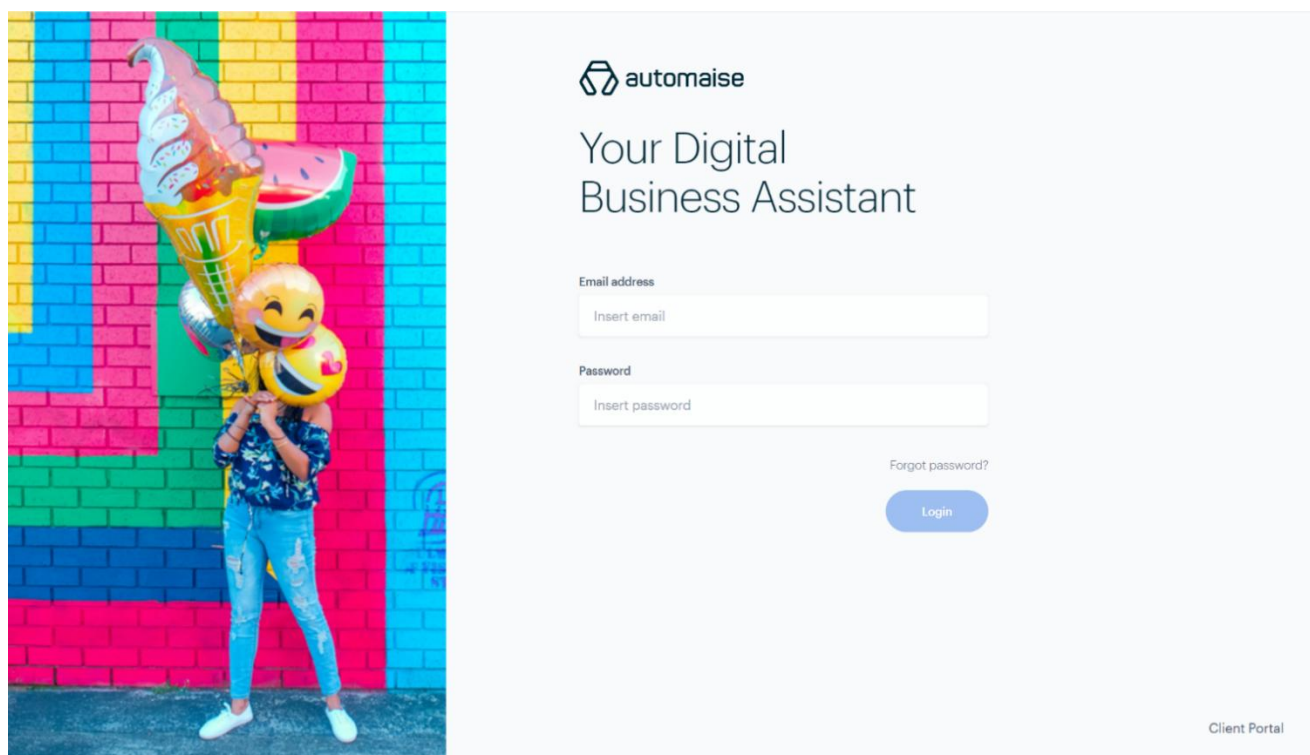 automaise
Your Digital
Business Assistant
Email address
Insert email
Password
Insert password
Forgot password?
Login
Client Portal